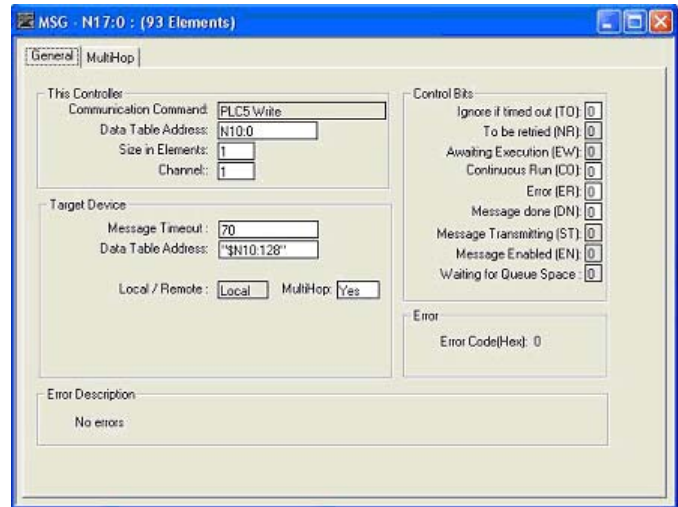 MSG - N17:0 : (93 Elements)
General MultiHop
This Controller
Communication Command: PLC5 Write
Data Table Address: N10:0
Size in Elements: 1
Channel:: 1
Target Device
Message Timeout : 70
Data Table Address: "$N10:128"
Local / Remote : Local MultiHop: Yes
Control Bits
Ignore if timed out (TO): 0
To be retried (NR): 0
Awaiting Execution (EW): 0
Continuous Run (CO): 0
Error (ER): 0
Message done (DN): 0
Message Transmitting (ST): 0
Message Enabled (EN): 0
Waiting for Queue Space : 0
Error
Error Code(Hex): 0
Error Description
No errors